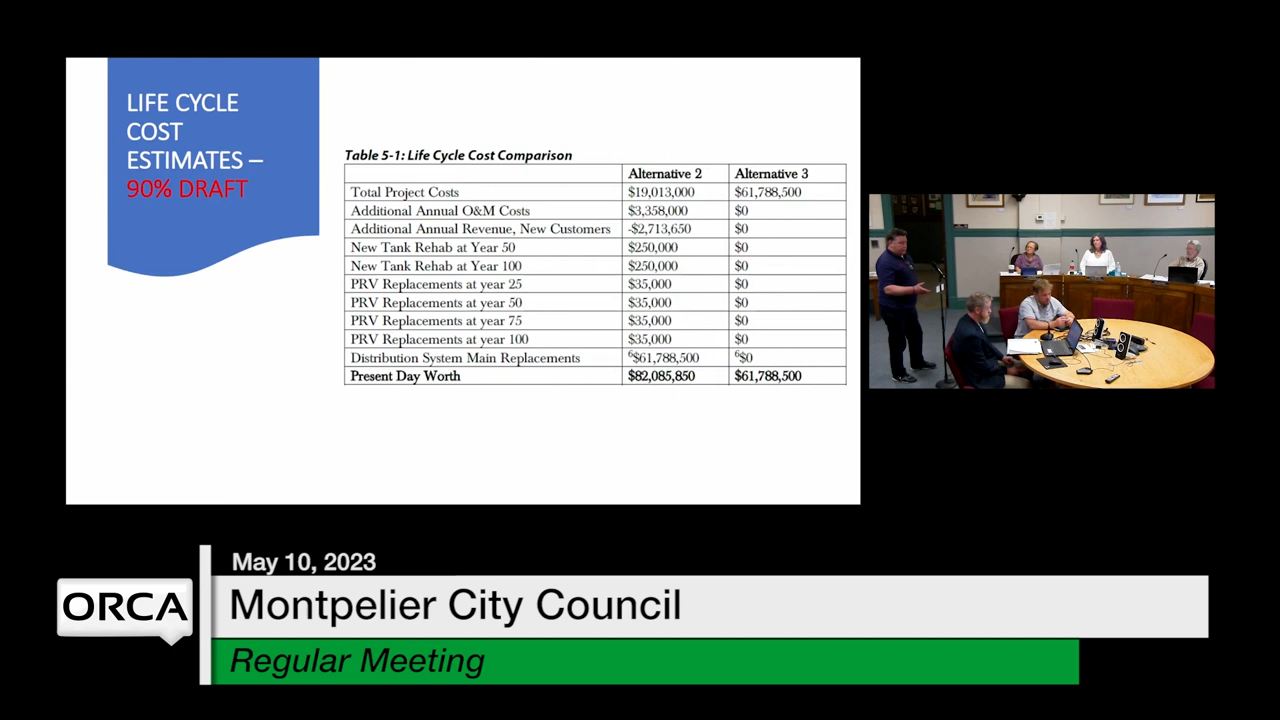 LIFE CYCLE
COST
ESTIMATES –
90% DRAFT
Table 5-1: Life Cycle Cost Comparison
Alternative 2 Alternative 3
Total Project Costs $19,013,000 $61,788,500
Additional Annual O&M Costs $3,358,000 $0
Additional Annual Revenue, New Customers -$2,713,650 $0
New Tank Rehab at Year 50 $250,000 $0
New Tank Rehab at Year 100 $250,000 $0
PRV Replacements at year 25 $35,000 $0
PRV Replacements at year 50 $35,000 $0
PRV Replacements at year 75 $35,000 $0
PRV Replacements at year 100 $35,000 $0
Distribution System Main Replacements ⁶$61,788,500 ⁶$0
Present Day Worth $82,085,850 $61,788,500
May 10, 2023
ORCA
Montpelier City Council
Regular Meeting